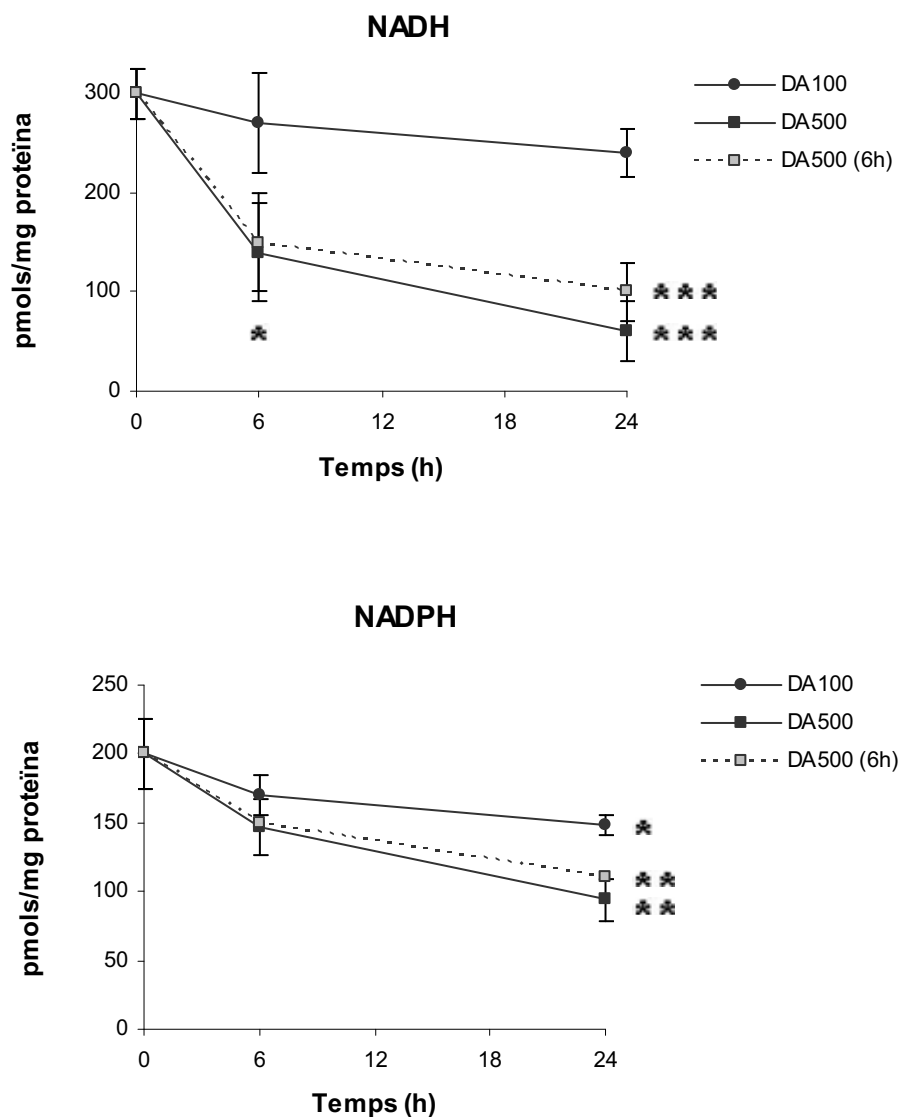 NADH
DA100
DA500
DA500 (6h)
pmols/mg proteïna
300
200
100
0
*
* * *
* * *
0 6 12 18 24
Temps (h)
NADPH
DA100
DA500
DA500 (6h)
pmols/mg proteïna
250
200
150
100
50
0
*
* *
* *
0 6 12 18 24
Temps (h)